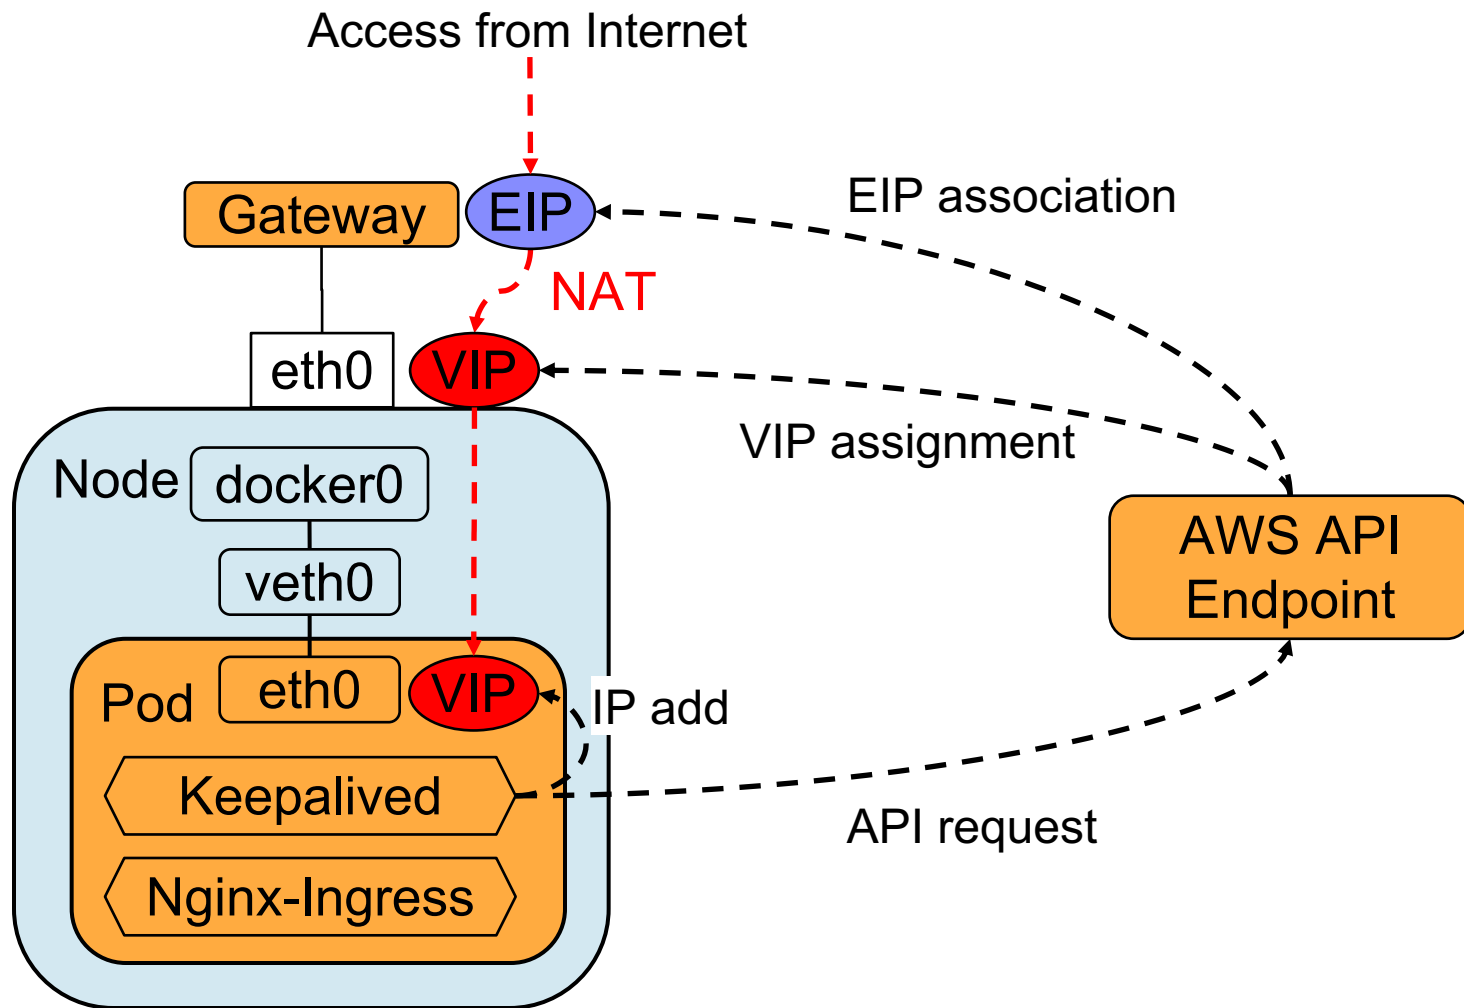 Access from Internet
Gateway
EIP
EIP association
NAT
eth0
VIP
VIP assignment
Node
docker0
veth0
AWS API
Endpoint
Pod
eth0
VIP
IP add
Keepalived
API request
Nginx-Ingress